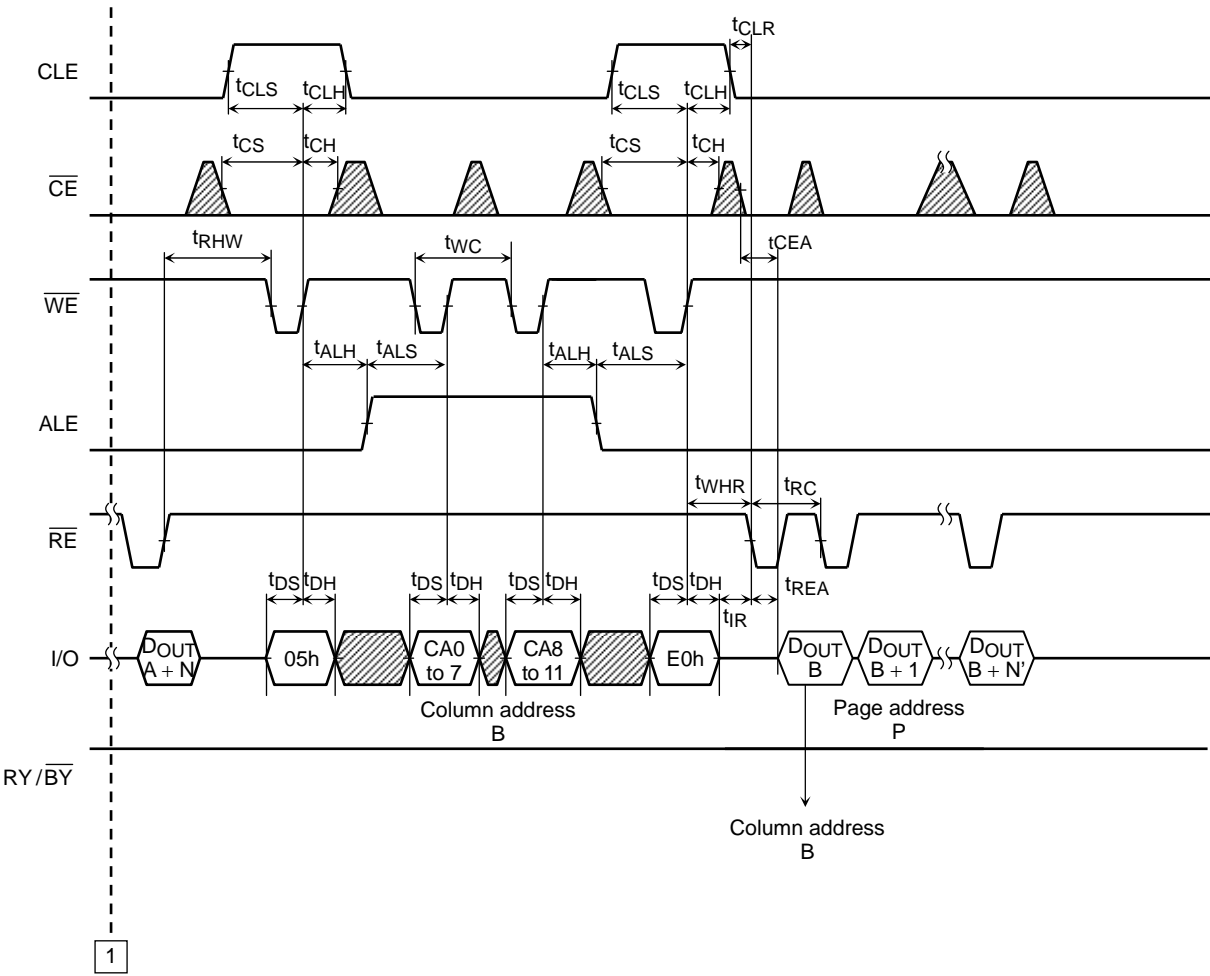 tCLR
CLE
tCLS tCLH tCLS tCLH
tCS tCH tCS tCH
CE
tRHW tWC tCEA
WE
tALH tALS tALH tALS
ALE
tWHR tRC
RE
tDS tDH tDS tDH tDS tDH tDS tDH tREA
tIR
I/O
DOUT
A + N
05h
CA0
to 7
CA8
to 11
E0h
DOUT
B
DOUT
B + 1
DOUT
B + N'
Column address
B
Page address
P
RY/BY
Column address
B
1